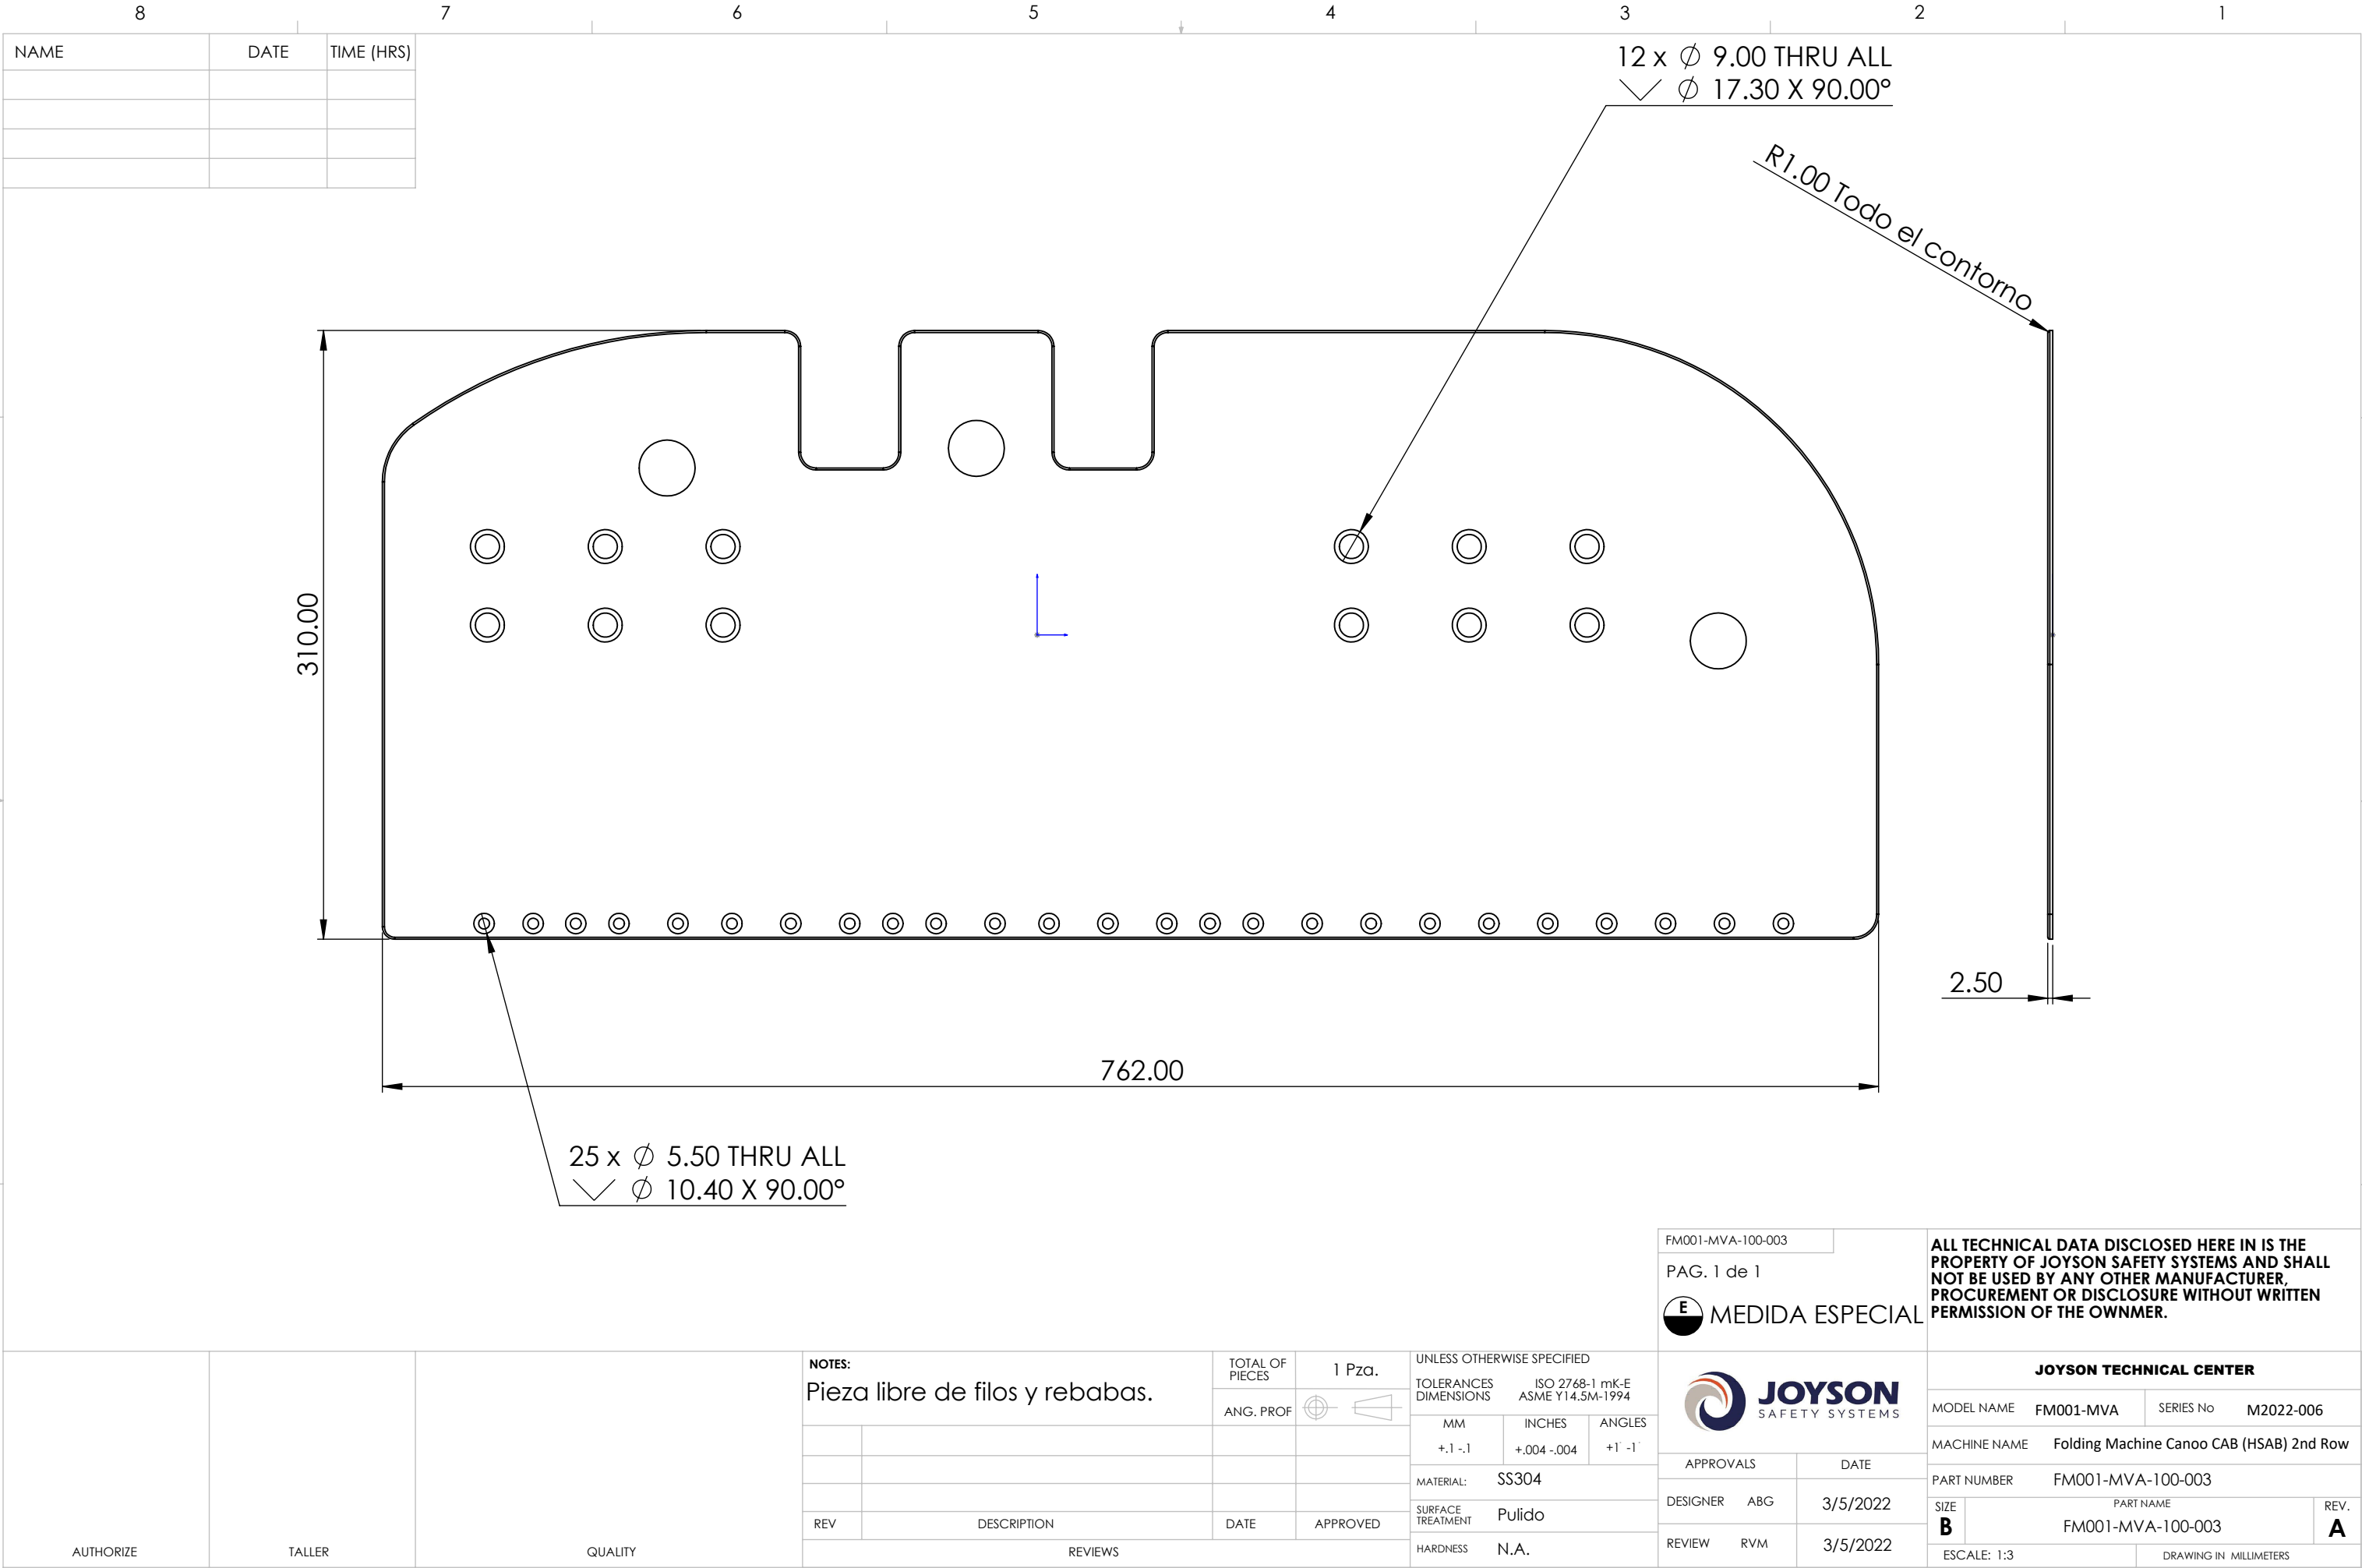 8 7 6 5 4 3 2 1
NAME DATE TIME (HRS)
12 x ∅ 9.00 THRU ALL
∅ 17.30 X 90.00°
R1.00 Todo el contorno
310.00
2.50
762.00
25 x ∅ 5.50 THRU ALL
∅ 10.40 X 90.00°
FM001-MVA-100-003
PAG. 1 de 1
E MEDIDA ESPECIAL
ALL TECHNICAL DATA DISCLOSED HERE IN IS THE
PROPERTY OF JOYSON SAFETY SYSTEMS AND SHALL
NOT BE USED BY ANY OTHER MANUFACTURER,
PROCUREMENT OR DISCLOSURE WITHOUT WRITTEN
PERMISSION OF THE OWNMER.
AUTHORIZE TALLER QUALITY
NOTES:
Pieza libre de filos y rebabas.
TOTAL OF
PIECES
1 Pza.
ANG. PROF
REV DESCRIPTION DATE APPROVED
REVIEWS
UNLESS OTHERWISE SPECIFIED
TOLERANCES ISO 2768-1 mK-E
DIMENSIONS ASME Y14.5M-1994
MM INCHES ANGLES
+.1 -.1 +.004 -.004 +1' -1'
MATERIAL: SS304
SURFACE
TREATMENT
Pulido
HARDNESS N.A.
JOYSON
SAFETY SYSTEMS
APPROVALS DATE
DESIGNER ABG 3/5/2022
REVIEW RVM 3/5/2022
JOYSON TECHNICAL CENTER
MODEL NAME FM001-MVA SERIES No M2022-006
MACHINE NAME Folding Machine Canoo CAB (HSAB) 2nd Row
PART NUMBER FM001-MVA-100-003
SIZE PART NAME REV.
B FM001-MVA-100-003 A
ESCALE: 1:3 DRAWING IN MILLIMETERS